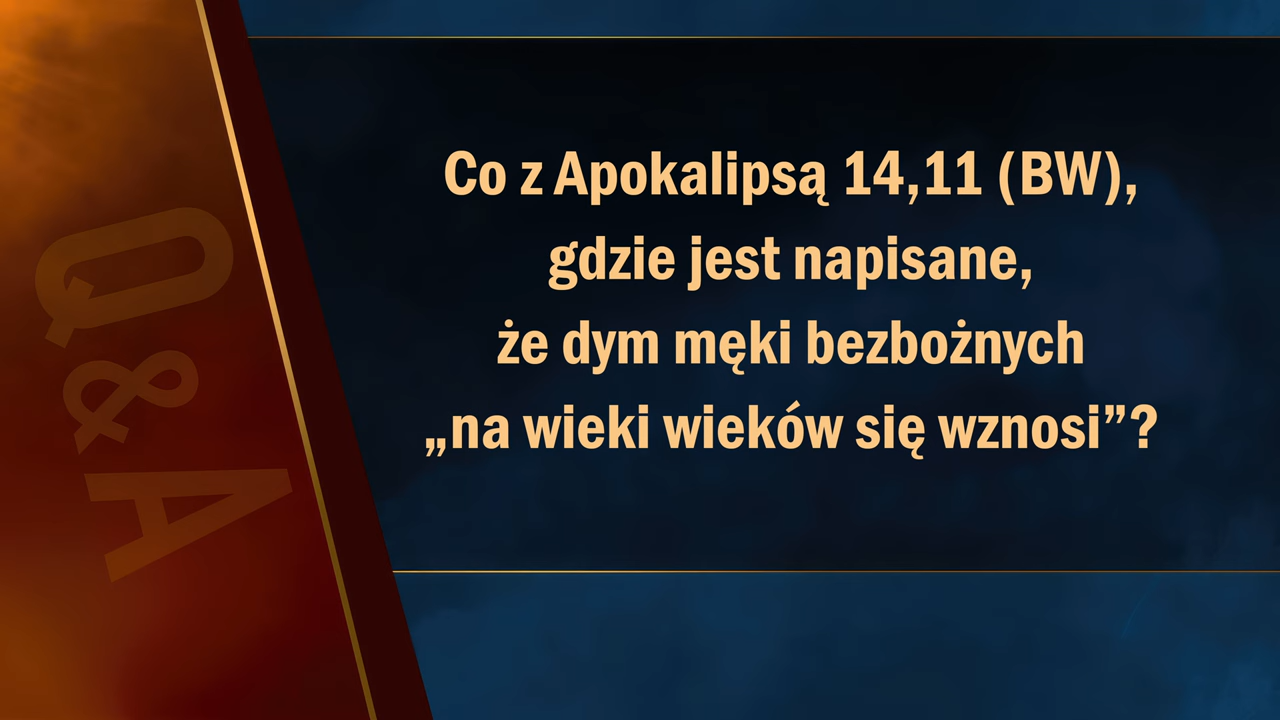 Q & A
Co z Apokalipsą 14,11 (BW),
gdzie jest napisane,
że dym męki bezbożnych
„na wieki wieków się wznosi”?